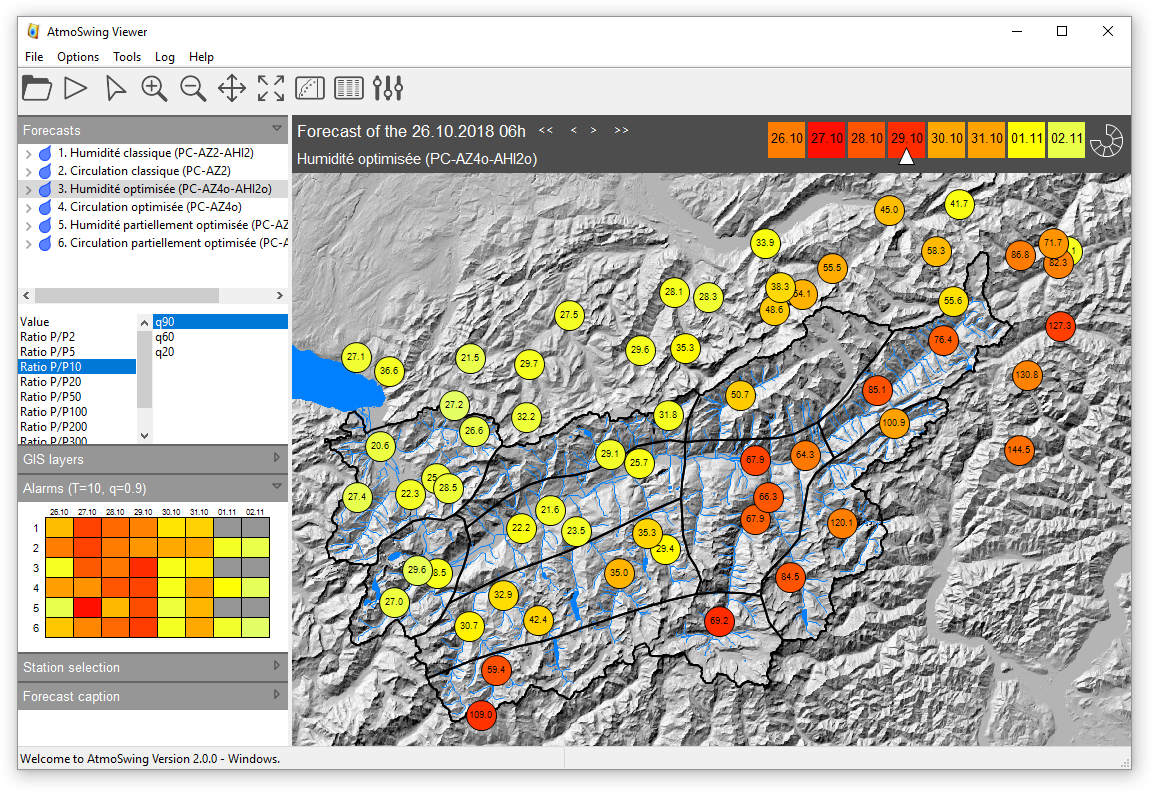 AtmoSwing Viewer
File Options Tools Log Help
Forecasts
1. Humidité classique (PC-AZ2-AHI2)
2. Circulation classique (PC-AZ2)
3. Humidité optimisée (PC-AZ4o-AHI2o)
4. Circulation optimisée (PC-AZ4o)
5. Humidité partiellement optimisée (PC-AZ
6. Circulation partiellement optimisée (PC-A
Value
Ratio P/P2
Ratio P/P5
Ratio P/P10
Ratio P/P20
Ratio P/P50
Ratio P/P100
Ratio P/P200
Ratio P/P300
q90
q60
q20
GIS layers
Alarms (T=10, q=0.9)
26.10 27.10 28.10 29.10 30.10 31.10 01.11 02.11
1
2
3
4
5
6
Station selection
Forecast caption
Forecast of the 26.10.2018 06h << < > >>
Humidité optimisée (PC-AZ4o-AHI2o)
26.10 27.10 28.10 29.10 30.10 31.10 01.11 02.11
41.7
45.0
33.9
58.3
71.7
1
86.8
82.3
55.5
38.3
54.1
48.6
28.1
28.3
55.6
27.5
127.3
76.4
29.6
35.3
27.1
21.5
29.7
36.6
130.8
85.1
50.7
27.2
32.2
31.8
100.9
26.6
20.6
144.5
29.1
25.7
67.9
64.3
25
28.5
22.3
27.4
66.3
67.9
21.6
120.1
22.2
23.5
35.3
29.4
29.6
8.5
35.0
84.5
27.0
32.9
42.4
69.2
30.7
59.4
109.0
Welcome to AtmoSwing Version 2.0.0 - Windows.